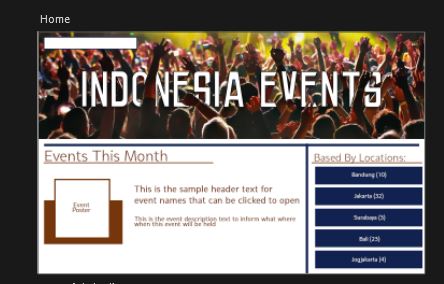 Home
INDONESIA EVENTS
Events This Month
Based By Locations:
Event
Poster
This is the sample header text for
event names that can be clicked to open
This is the event description text to inform what where
when this event will be held
Bandung (10)
Jakarta (32)
Surabaya (3)
Bali (23)
Jogjakarta (4)